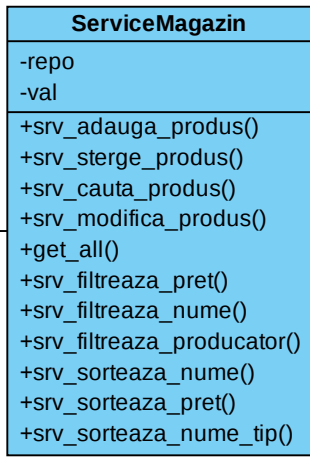 ServiceMagazin
-repo
-val
+srv_adauga_produs()
+srv_sterge_produs()
+srv_cauta_produs()
+srv_modifica_produs()
+get_all()
+srv_filtreaza_pret()
+srv_filtreaza_nume()
+srv_filtreaza_producator()
+srv_sorteaza_nume()
+srv_sorteaza_pret()
+srv_sorteaza_nume_tip()